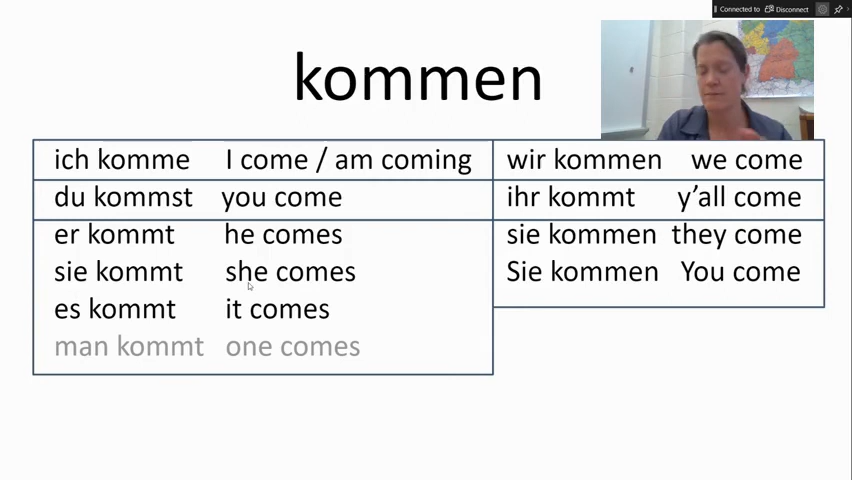 Connected to Disconnect
kommen
ich komme I come / am coming
du kommst you come
er kommt he comes
sie kommt she comes
es kommt it comes
man kommt one comes
wir kommen we come
ihr kommt y'all come
sie kommen they come
Sie kommen You come